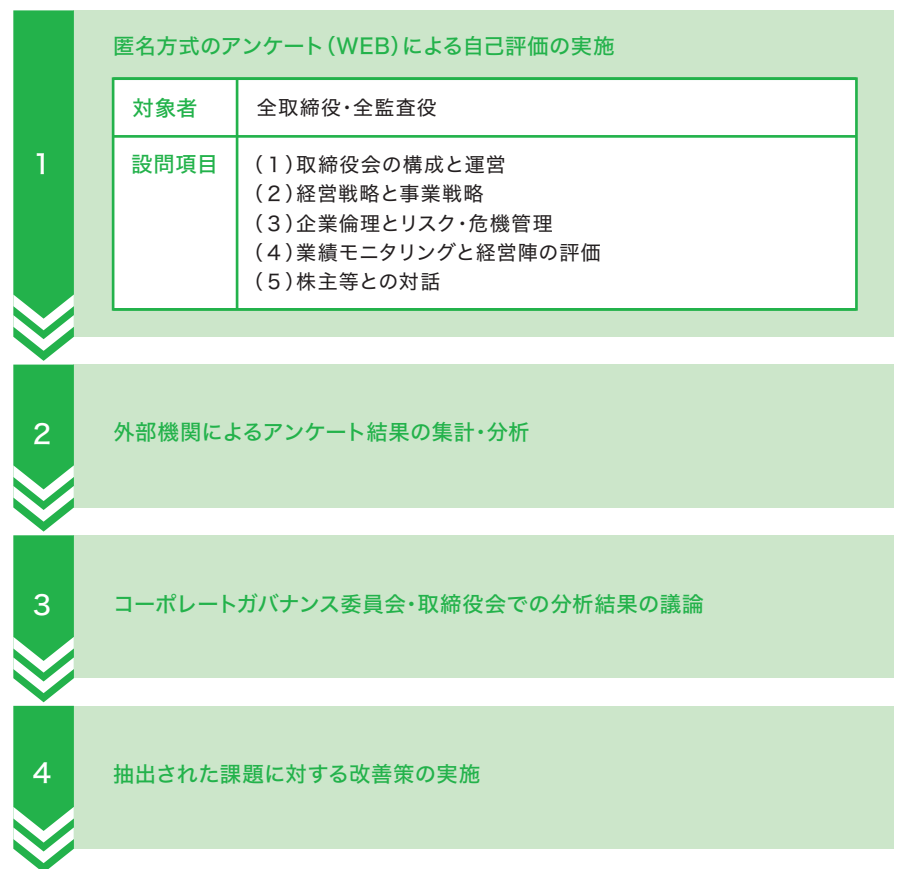 1
匿名方式のアンケート(WEB)による自己評価の実施
対象者
全取締役・全監査役
設問項目
(1)取締役会の構成と運営
(2)経営戦略と事業戦略
(3)企業倫理とリスク・危機管理
(4)業績モニタリングと経営陣の評価
(5)株主等との対話
2
外部機関によるアンケート結果の集計・分析
3
コーポレートガバナンス委員会・取締役会での分析結果の議論
4
抽出された課題に対する改善策の実施